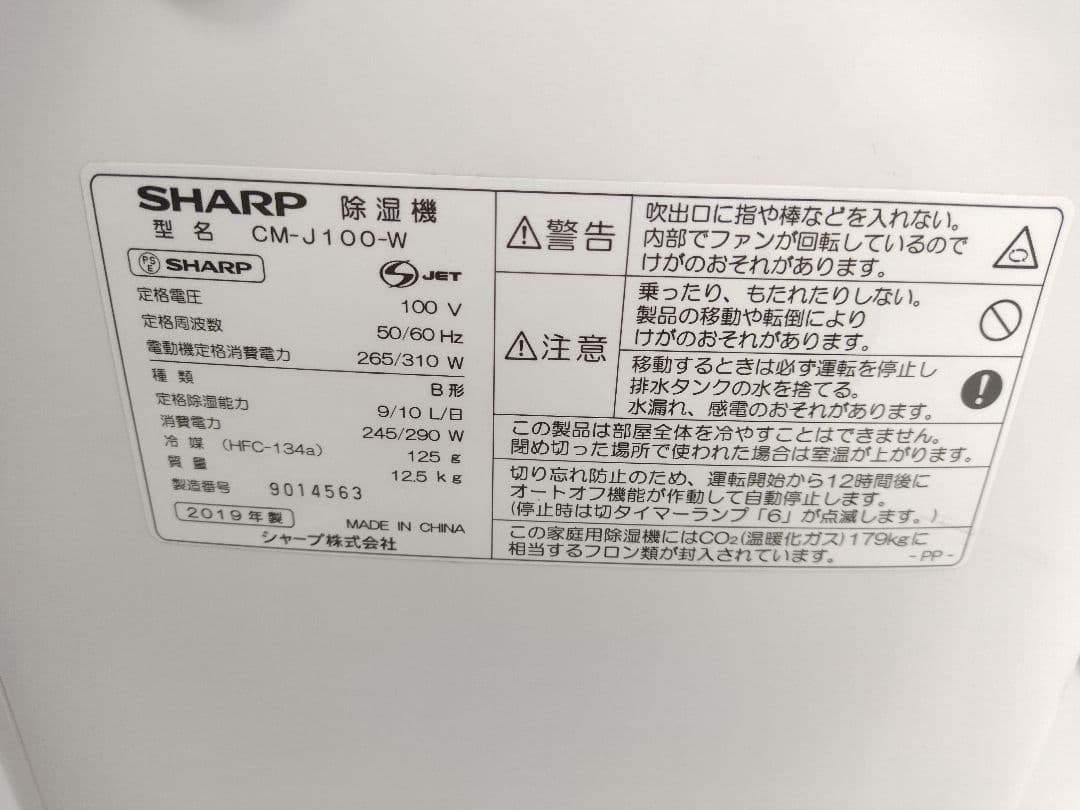 SHARP 除湿機
型名 CM-J100-W
PSE SHARP
S JET
定格電圧 100 V
定格周波数 50/60 Hz
電動機定格消費電力 265/310 W
種類 B形
定格除湿能力 9/10 L/日
消費電力 245/290 W
冷媒 (HFC-134a) 125 g
質量 12.5 kg
製造番号 9014563
2019年製
MADE IN CHINA
シャープ株式会社
警告
吹出口に指や棒などを入れない。
内部でファンが回転しているので
けがのおそれがあります。
注意
乗ったり、もたれたりしない。
製品の移動や転倒により
けがのおそれがあります。
移動するときは必ず運転を停止し
排水タンクの水を捨てる。
水漏れ、感電のおそれがあります。
この製品は部屋全体を冷やすことはできません。
閉め切った場所で使われた場合は室温が上がります。
切り忘れ防止のため、運転開始から12時間後に
オートオフ機能が作動して自動停止します。
(停止時は切タイマーランプ「6」が点滅します。)
この家庭用除湿機にはCO₂(温暖化ガス)179kgに
相当するフロン類が封入されています。
-PP-